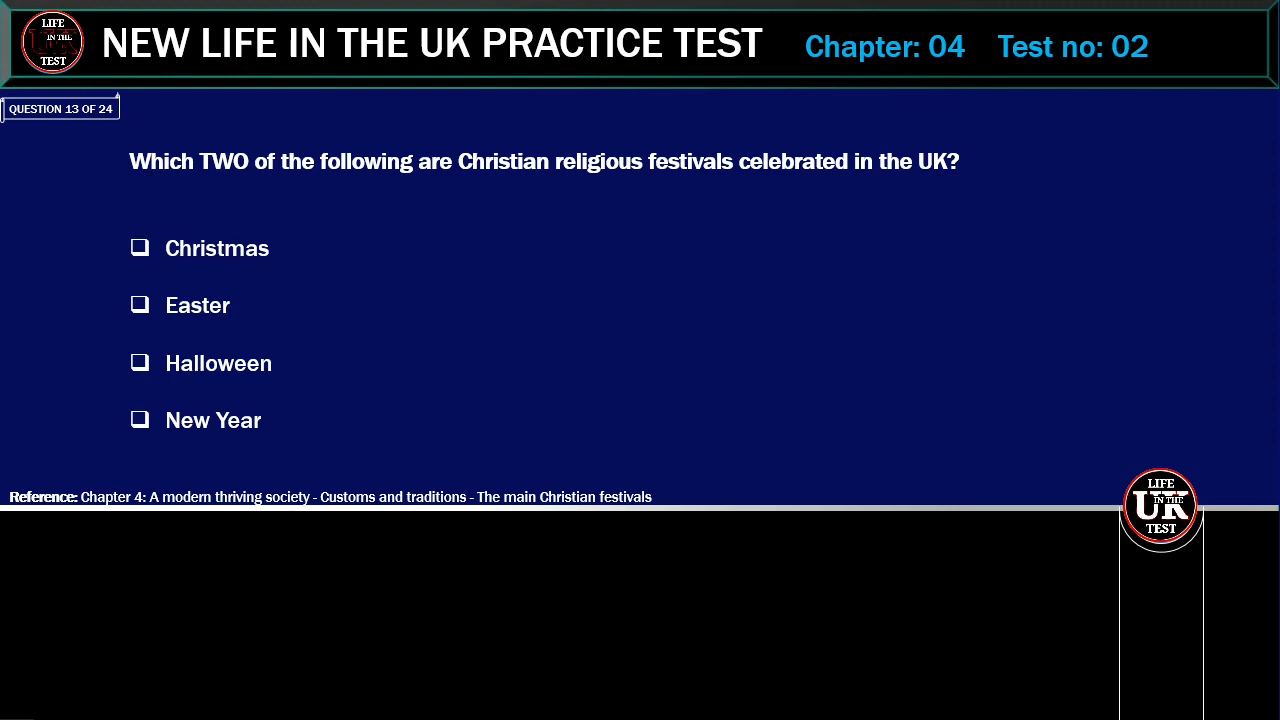 LIFE
IN THE
UK
TEST
NEW LIFE IN THE UK PRACTICE TEST
Chapter: 04
Test no: 02
QUESTION 13 OF 24
Which TWO of the following are Christian religious festivals celebrated in the UK?
Christmas
Easter
Halloween
New Year
Reference: Chapter 4: A modern thriving society - Customs and traditions - The main Christian festivals
LIFE
IN THE
UK
TEST